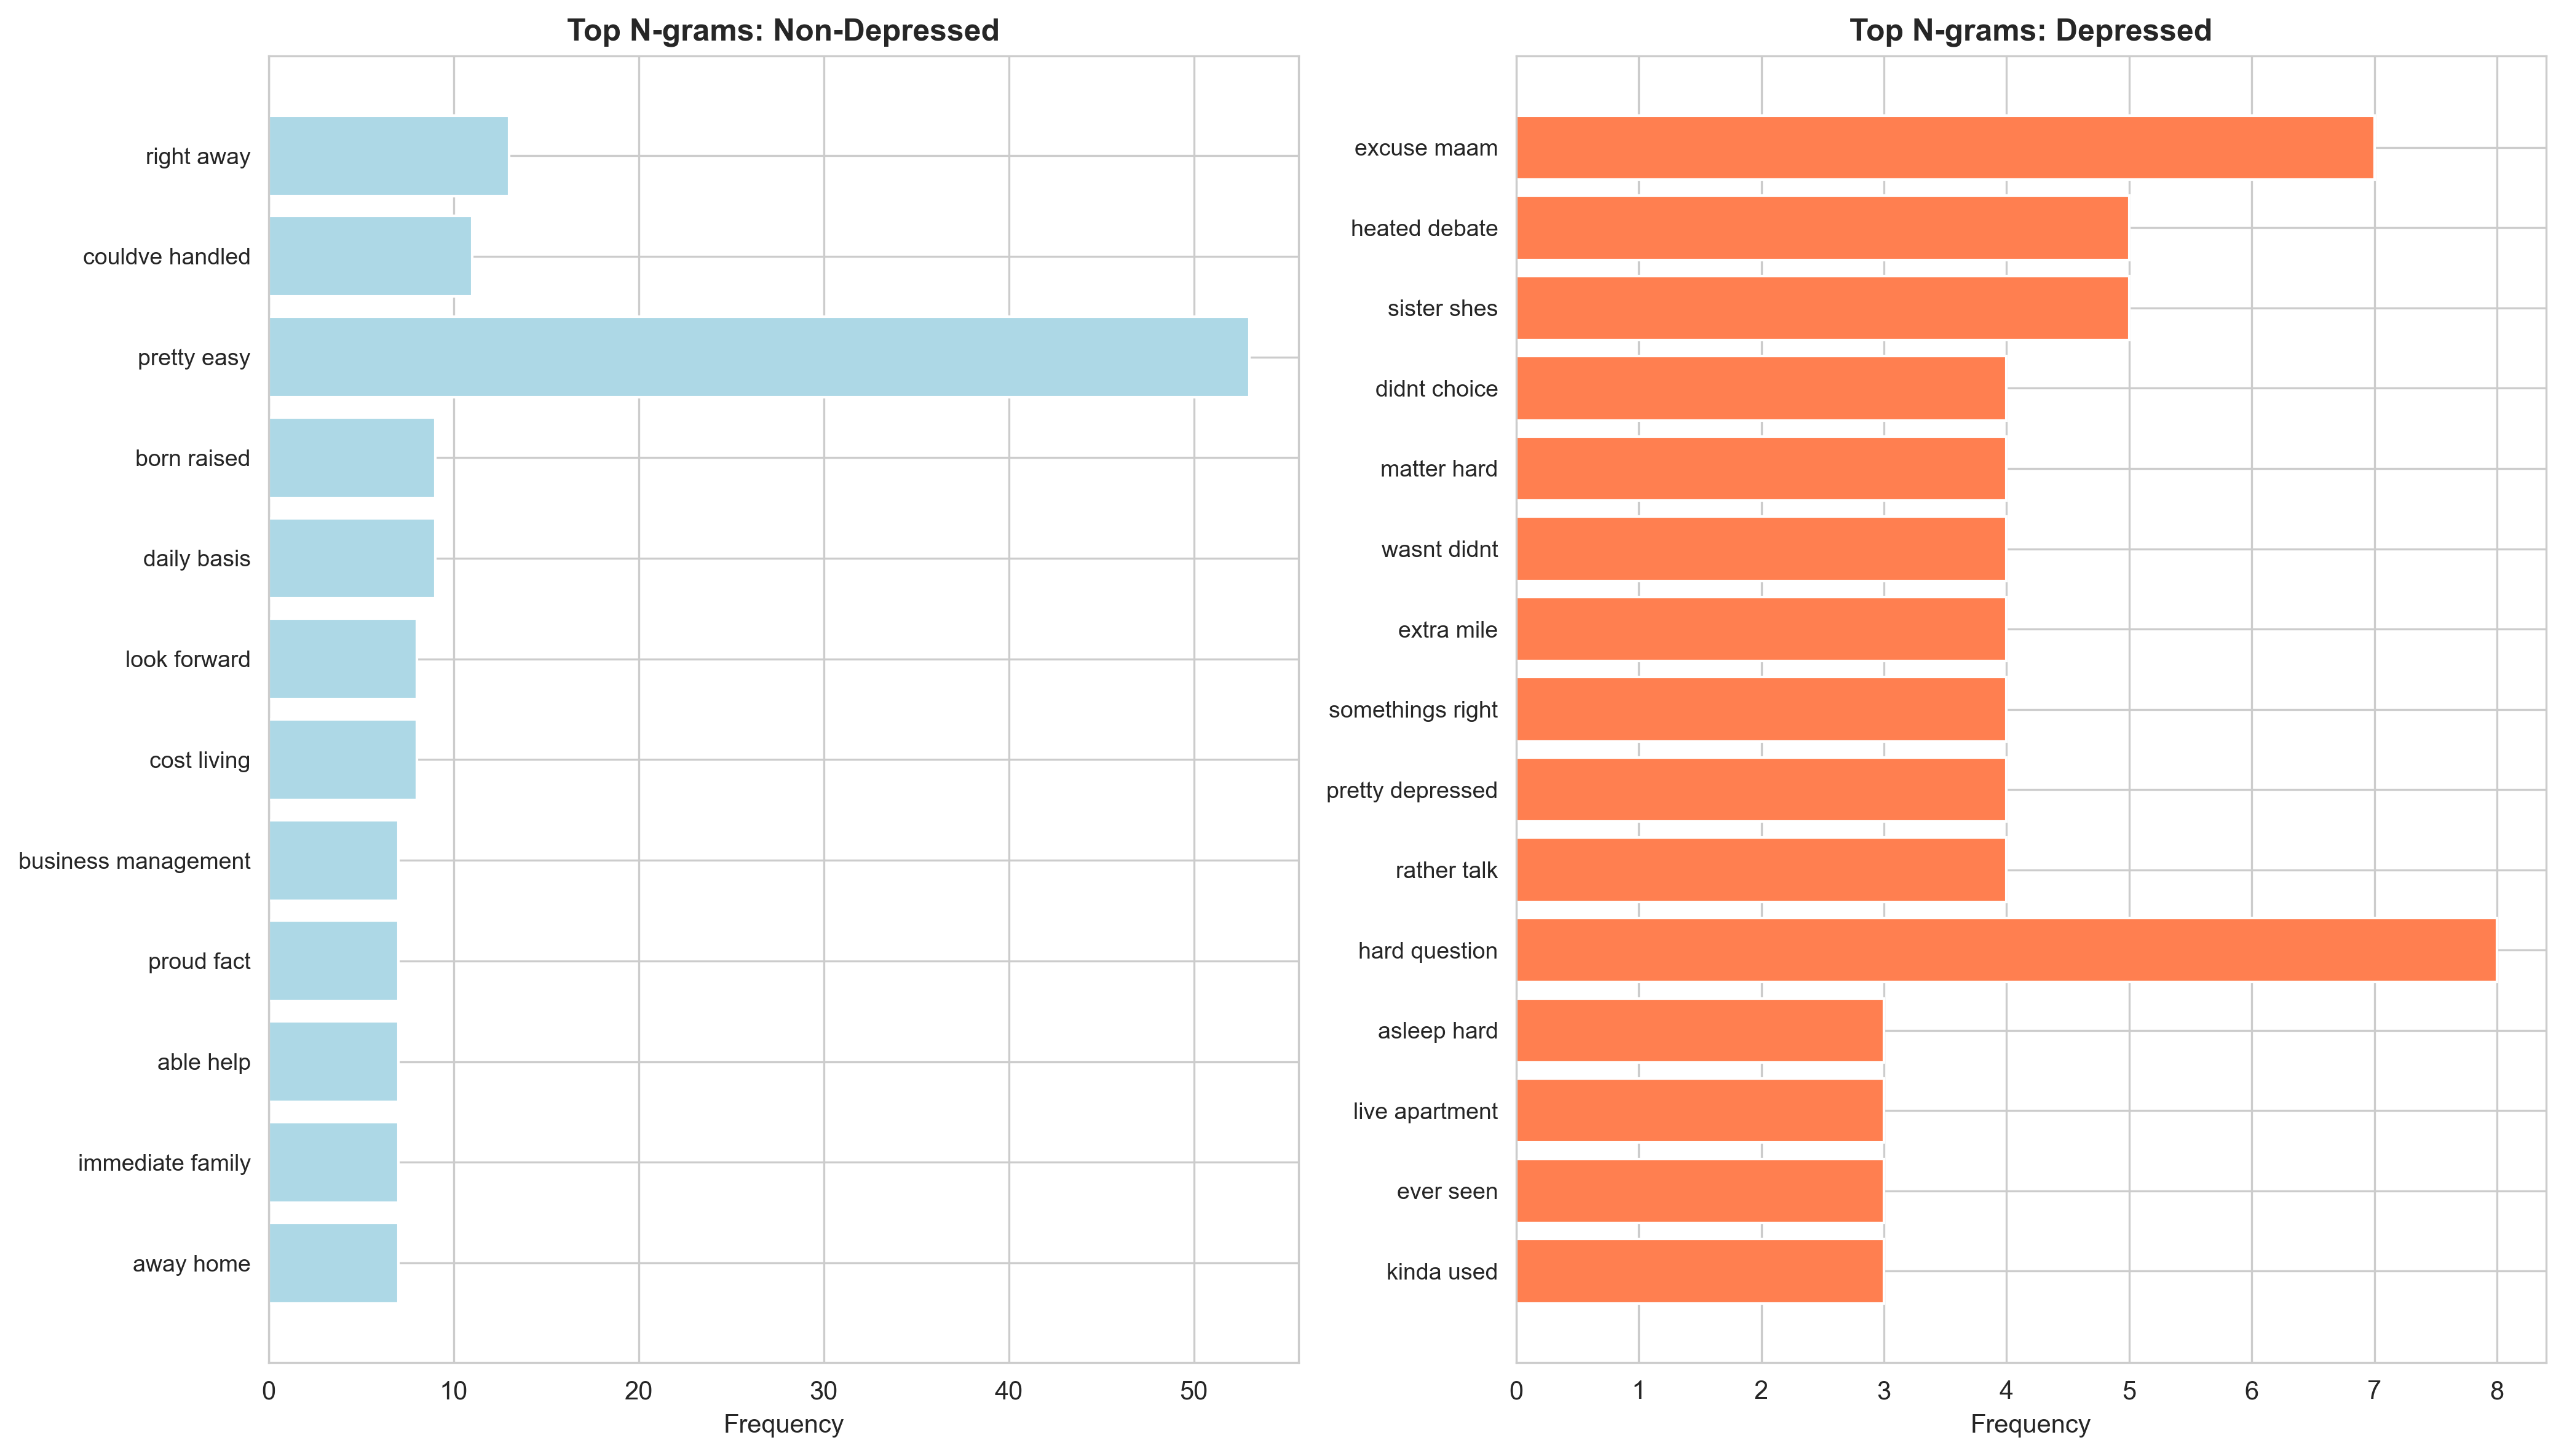 Top N-grams: Non-Depressed
right away
couldve handled
pretty easy
born raised
daily basis
look forward
cost living
business management
proud fact
able help
immediate family
away home
0 10 20 30 40 50
Frequency
Top N-grams: Depressed
excuse maam
heated debate
sister shes
didnt choice
matter hard
wasnt didnt
extra mile
somethings right
pretty depressed
rather talk
hard question
asleep hard
live apartment
ever seen
kinda used
0 1 2 3 4 5 6 7 8
Frequency